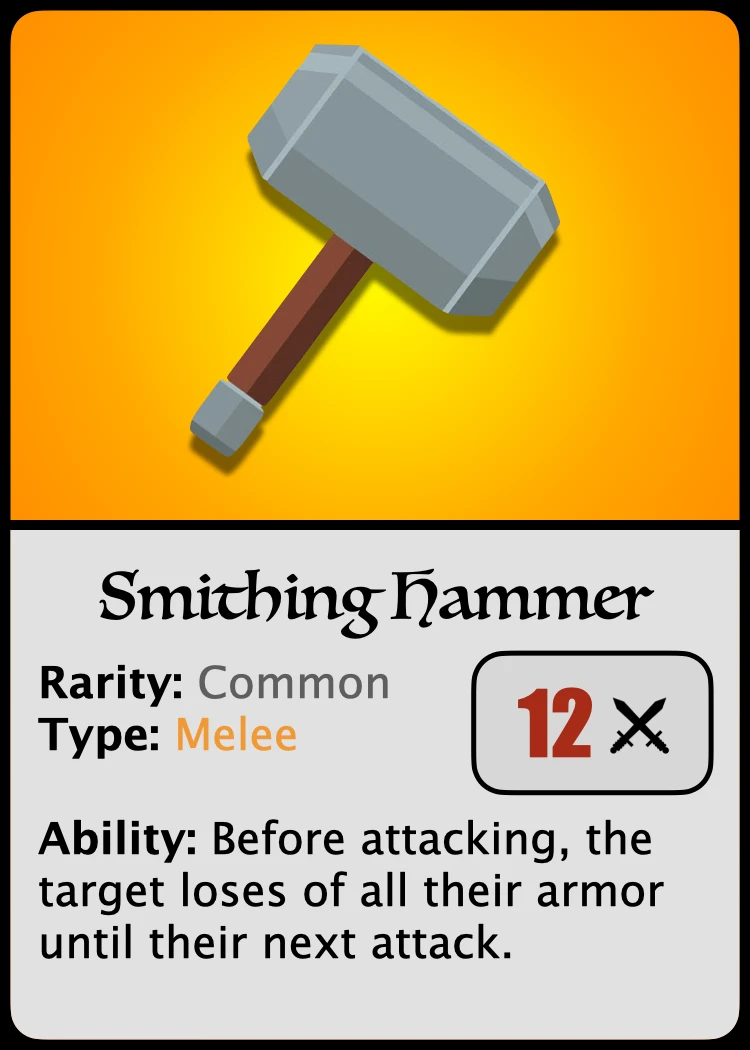 Smithing Hammer
Rarity: Common
Type: Melee
12
Ability: Before attacking, the
target loses of all their armor
until their next attack.